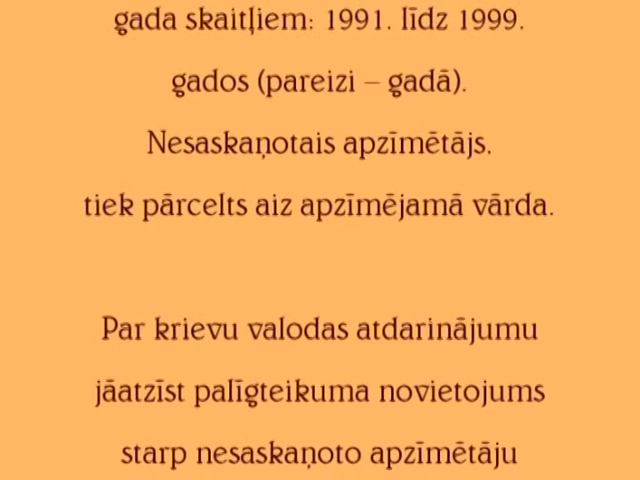 gada skaitļiem: 1991. līdz 1999.
gados (pareizi – gadā).
Nesaskaņotais apzīmētājs,
tiek pārcelts aiz apzīmējamā vārda.
Par krievu valodas atdarinājumu
jāatzīst palīgteikuma novietojums
starp nesaskaņoto apzīmētāju